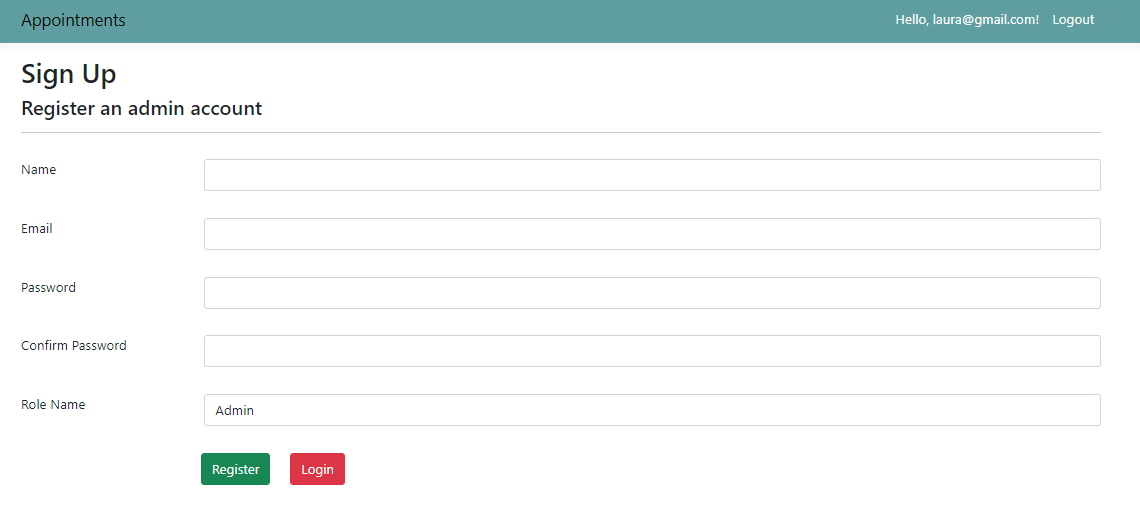 Appointments Hello, laura@gmail.com! Logout
Sign Up
Register an admin account
Name
Email
Password
Confirm Password
Role Name Admin
Register Login